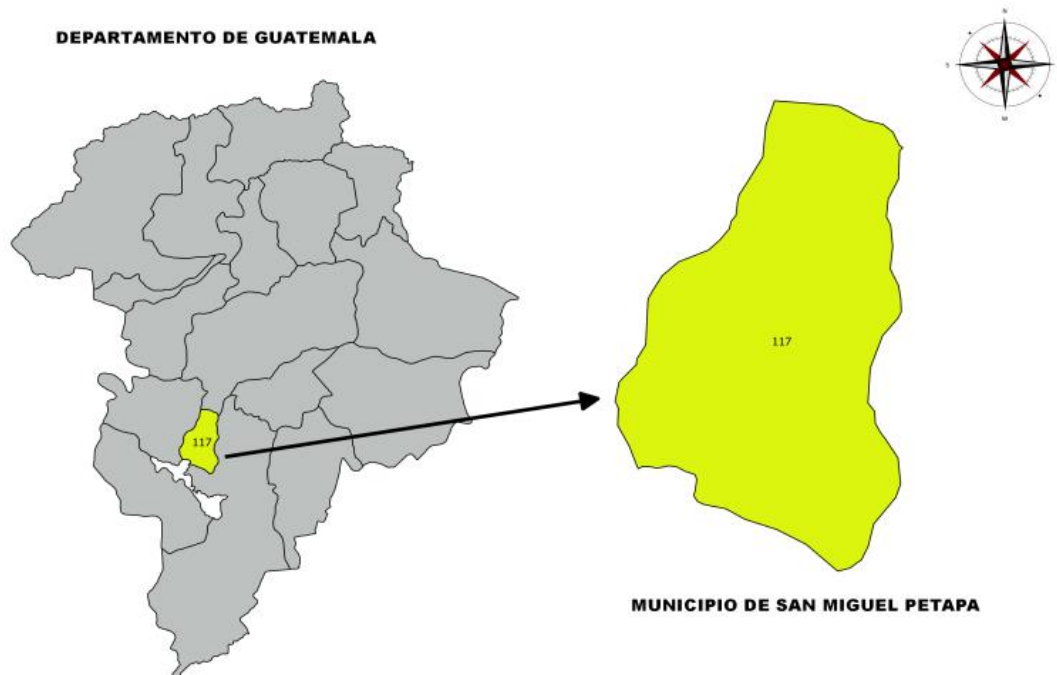 DEPARTAMENTO DE GUATEMALA
N
S
M
117
117
MUNICIPIO DE SAN MIGUEL PETAPA